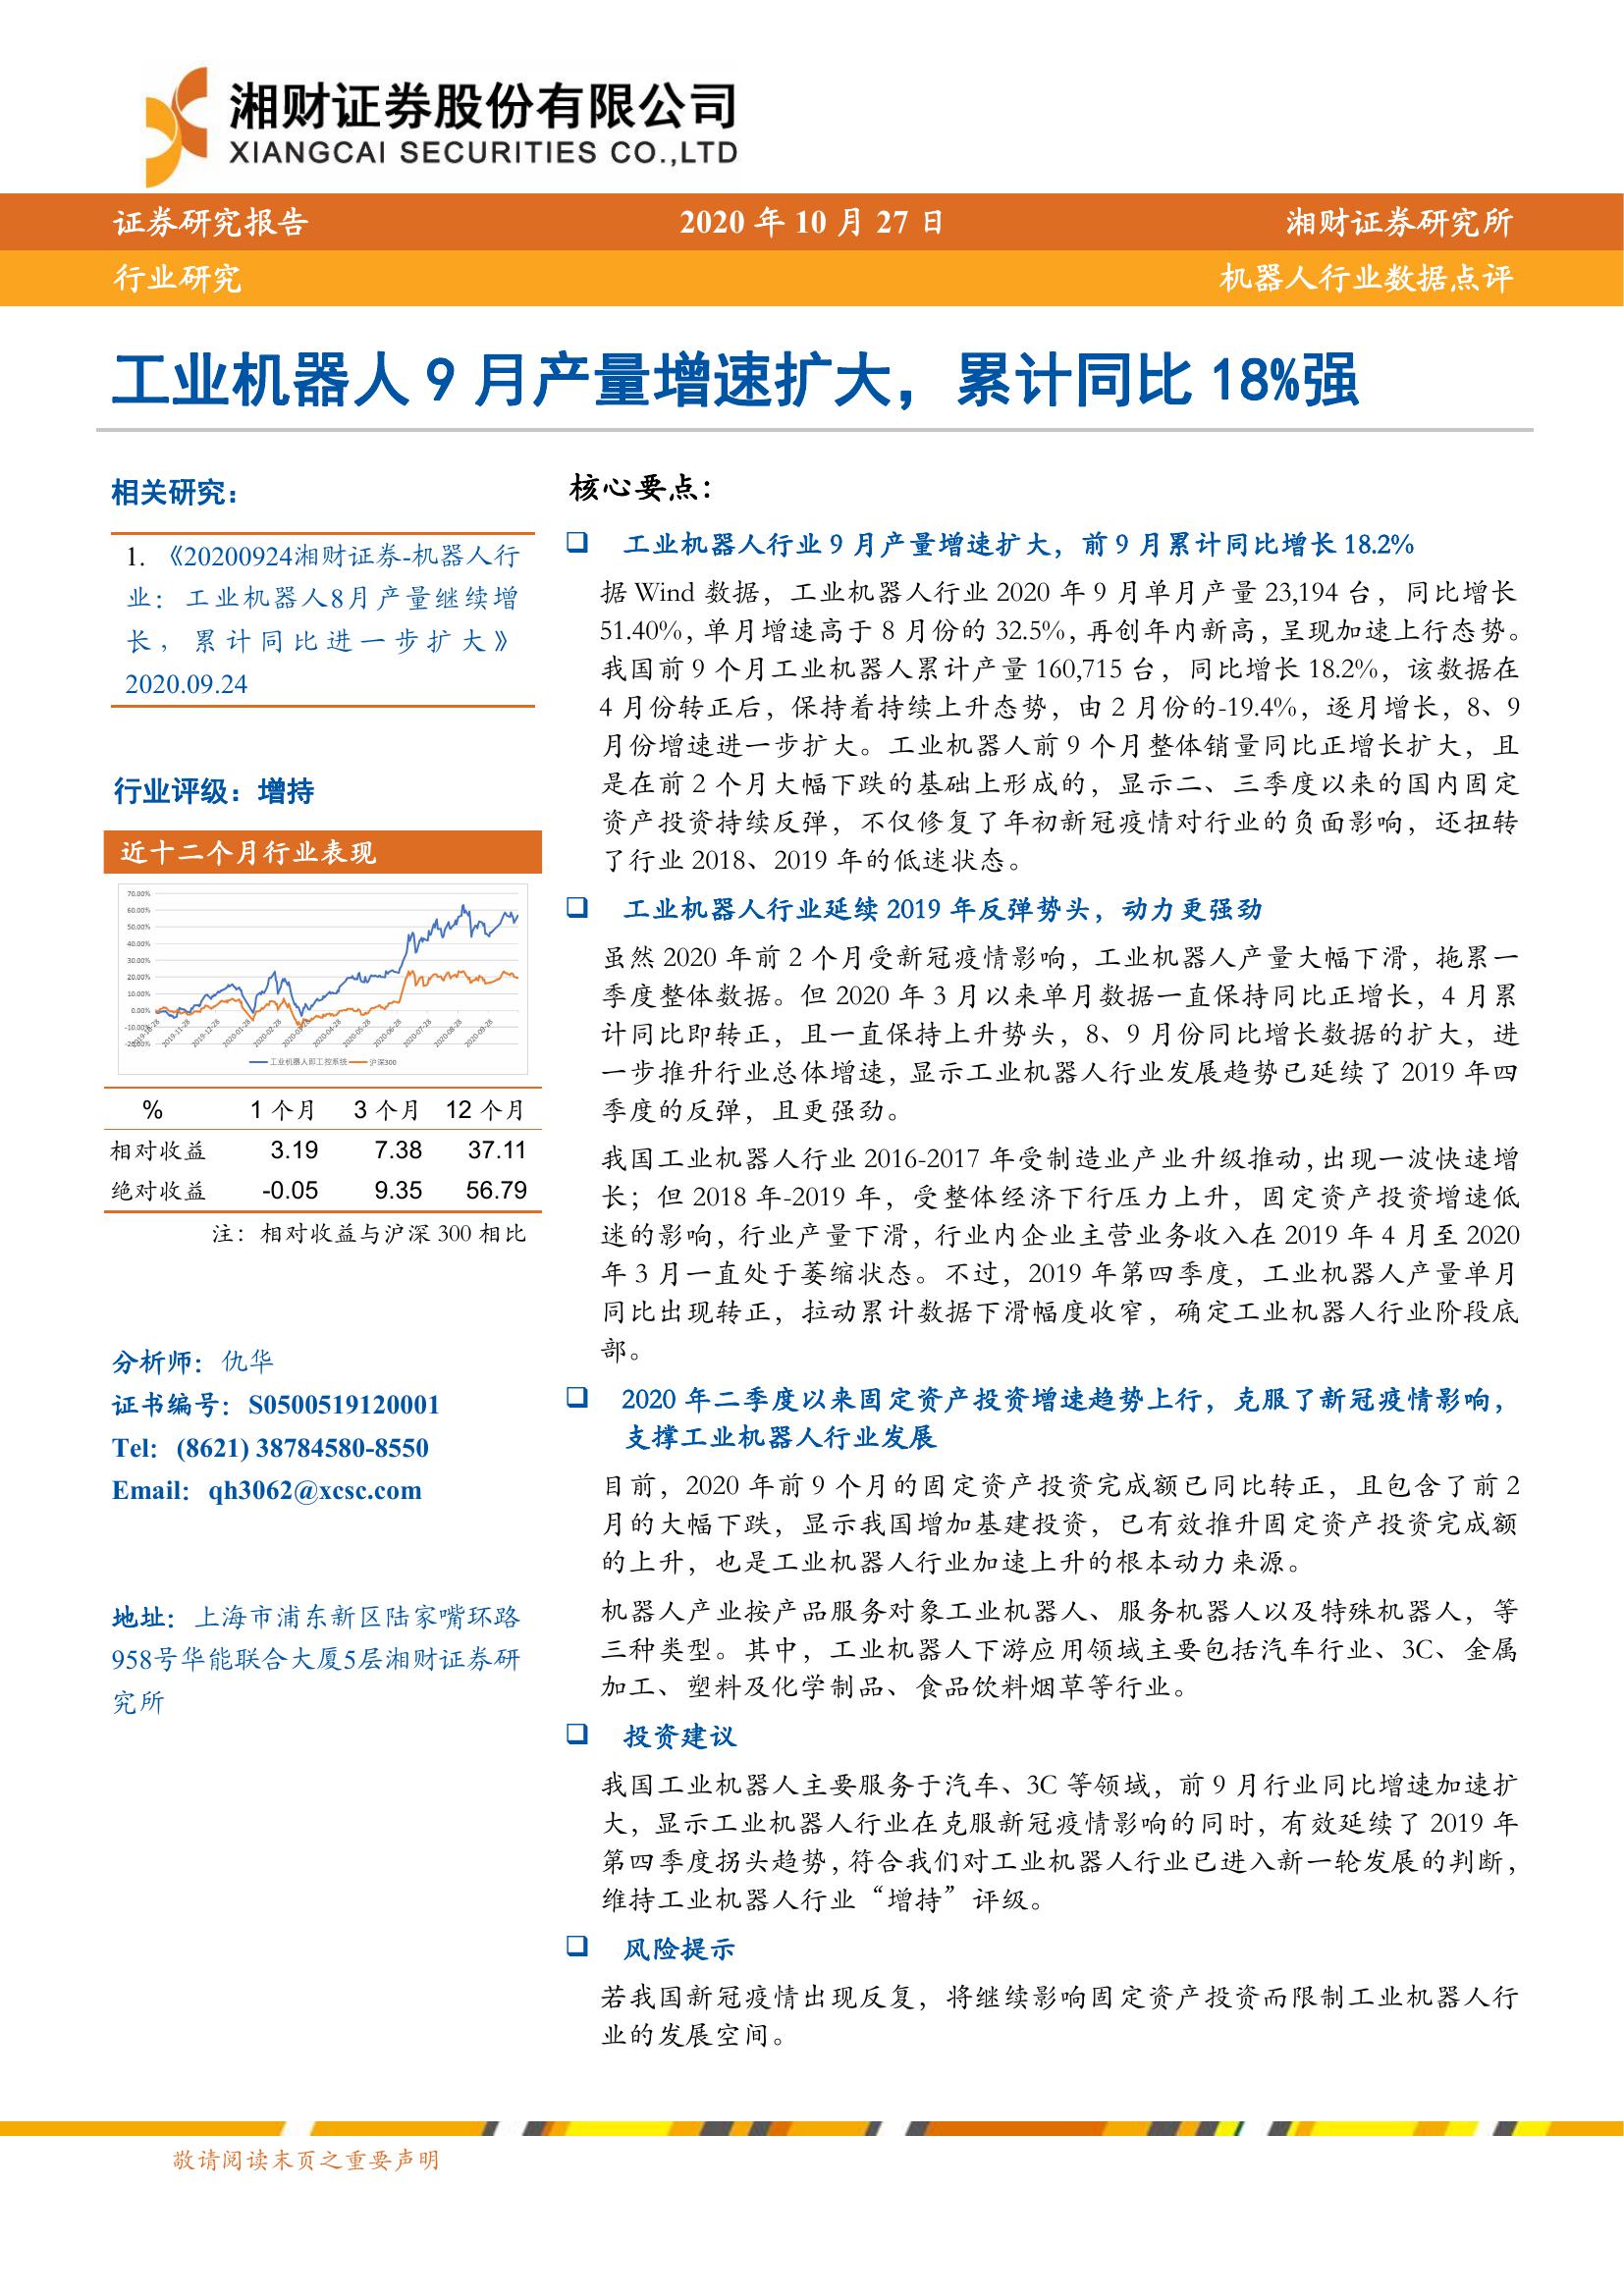 湘财证券股份有限公司
XIANGCAI SECURITIES CO.,LTD
证券研究报告 2020 年 10 月 27 日 湘财证券研究所
行业研究 机器人行业数据点评
工业机器人 9 月产量增速扩大，累计同比 18%强
相关研究：
1. 《20200924湘财证券-机器人行
业：工业机器人8月产量继续增
长，累计同比进一步扩大》
2020.09.24
行业评级：增持
近十二个月行业表现
70.00%
60.00%
50.00%
40.00%
30.00%
20.00%
10.00%
0.00%
-10.00%
-20.00%
2019-10-28 2019-11-28 2019-12-28 2020-01-28 2020-02-28 2020-03-28 2020-04-28 2020-05-28 2020-06-28 2020-07-28 2020-08-28 2020-09-28
工业机器人即工控系统 沪深300
% 1 个月 3 个月 12 个月
相对收益 3.19 7.38 37.11
绝对收益 -0.05 9.35 56.79
注：相对收益与沪深 300 相比
分析师：仇华
证书编号：S0500519120001
Tel：(8621) 38784580-8550
Email：qh3062@xcsc.com
地址：上海市浦东新区陆家嘴环路
958号华能联合大厦5层湘财证券研
究所
核心要点：
❑ 工业机器人行业 9 月产量增速扩大，前 9 月累计同比增长 18.2%
据 Wind 数据，工业机器人行业 2020 年 9 月单月产量 23,194 台，同比增长
51.40%，单月增速高于 8 月份的 32.5%，再创年内新高，呈现加速上行态势。
我国前 9 个月工业机器人累计产量 160,715 台，同比增长 18.2%，该数据在
4 月份转正后，保持着持续上升态势，由 2 月份的-19.4%，逐月增长，8、9
月份增速进一步扩大。工业机器人前 9 个月整体销量同比正增长扩大，且
是在前 2 个月大幅下跌的基础上形成的，显示二、三季度以来的国内固定
资产投资持续反弹，不仅修复了年初新冠疫情对行业的负面影响，还扭转
了行业 2018、2019 年的低迷状态。
❑ 工业机器人行业延续 2019 年反弹势头，动力更强劲
虽然 2020 年前 2 个月受新冠疫情影响，工业机器人产量大幅下滑，拖累一
季度整体数据。但 2020 年 3 月以来单月数据一直保持同比正增长，4 月累
计同比即转正，且一直保持上升势头，8、9 月份同比增长数据的扩大，进
一步推升行业总体增速，显示工业机器人行业发展趋势已延续了 2019 年四
季度的反弹，且更强劲。
我国工业机器人行业 2016-2017 年受制造业产业升级推动，出现一波快速增
长；但 2018 年-2019 年，受整体经济下行压力上升，固定资产投资增速低
迷的影响，行业产量下滑，行业内企业主营业务收入在 2019 年 4 月至 2020
年 3 月一直处于萎缩状态。不过，2019 年第四季度，工业机器人产量单月
同比出现转正，拉动累计数据下滑幅度收窄，确定工业机器人行业阶段底
部。
❑ 2020 年二季度以来固定资产投资增速趋势上行，克服了新冠疫情影响，
支撑工业机器人行业发展
目前，2020 年前 9 个月的固定资产投资完成额已同比转正，且包含了前 2
月的大幅下跌，显示我国增加基建投资，已有效推升固定资产投资完成额
的上升，也是工业机器人行业加速上升的根本动力来源。
机器人产业按产品服务对象工业机器人、服务机器人以及特殊机器人，等
三种类型。其中，工业机器人下游应用领域主要包括汽车行业、3C、金属
加工、塑料及化学制品、食品饮料烟草等行业。
❑ 投资建议
我国工业机器人主要服务于汽车、3C 等领域，前 9 月行业同比增速加速扩
大，显示工业机器人行业在克服新冠疫情影响的同时，有效延续了 2019 年
第四季度拐头趋势，符合我们对工业机器人行业已进入新一轮发展的判断，
维持工业机器人行业“增持”评级。
❑ 风险提示
若我国新冠疫情出现反复，将继续影响固定资产投资而限制工业机器人行
业的发展空间。
敬请阅读末页之重要声明